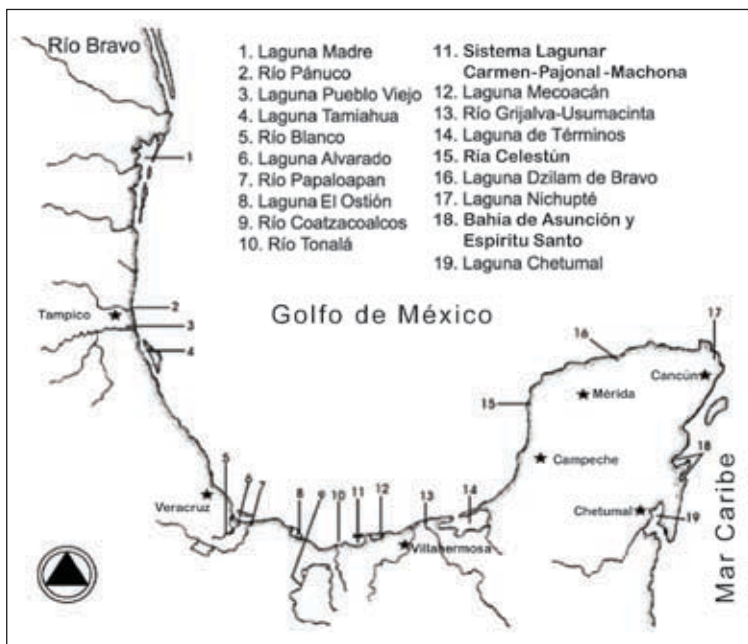 Río Bravo
1. Laguna Madre
2. Río Pánuco
3. Laguna Pueblo Viejo
4. Laguna Tamiahua
5. Río Blanco
6. Laguna Alvarado
7. Río Papaloapan
8. Laguna El Ostión
9. Río Coatzacoalcos
10. Río Tonalá
11. Sistema Lagunar
Carmen-Pajonal-Machona
12. Laguna Mecoacán
13. Río Grijalva-Usumacinta
14. Laguna de Términos
15. Ría Celestún
16. Laguna Dzilam de Bravo
17. Laguna Nichupté
18. Bahía de Asunción y
Espíritu Santo
19. Laguna Chetumal
1
2
Tampico
3
4
Golfo de México
16
17
Cancún
Mérida
15
18
Campeche
5
6
7
8
9
10
11
12
13
14
Veracruz
Villahermosa
Chetumal
19
Mar Caribe